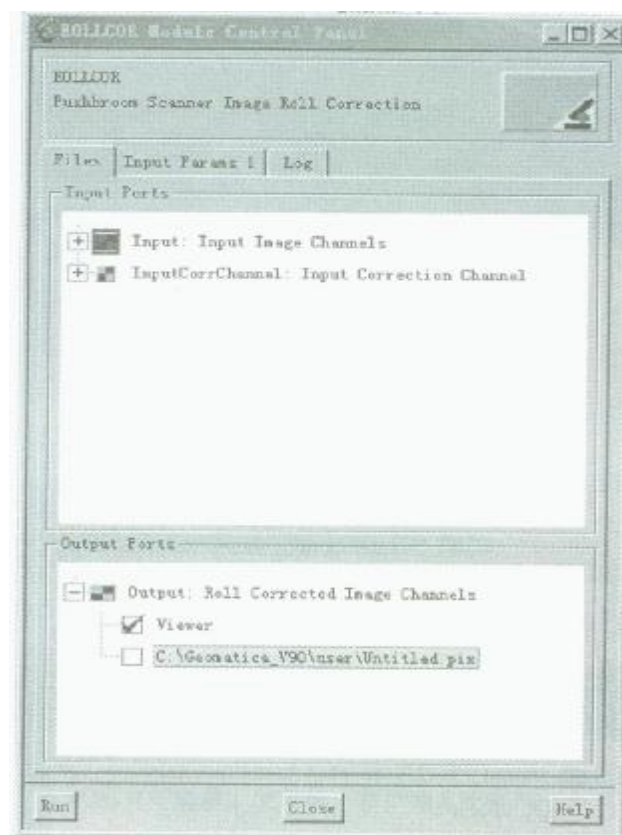 ROLLCOR Module Control Panel
ROLLCOR
Pushbroom Scanner Image Roll Correction
Files Input Params 1 Log
Input Ports
Input: Input Image Channels
InputCorrChannel: Input Correction Channel
Output Ports
Output: Roll Corrected Image Channels
Viewer
C:\Geomatica_V90\user\Untitled.pix
Run Close Help